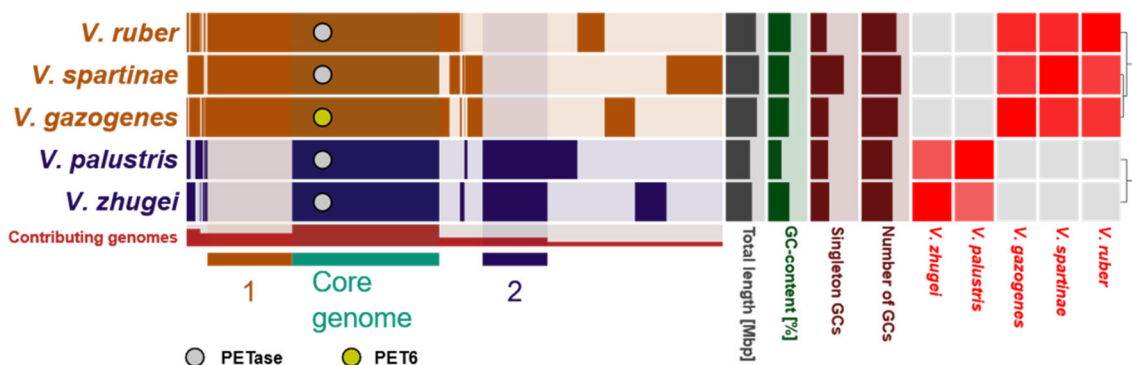 V. ruber
V. spartinae
V. gazogenes
V. palustris
V. zhugei
Contributing genomes
1
Core
genome
2
PETase
PET6
Total length [Mbp]
GC-content [%]
Singleton GCs
Number of GCs
V. zhugei
V. palustris
V. gazogenes
V. spartinae
V. ruber